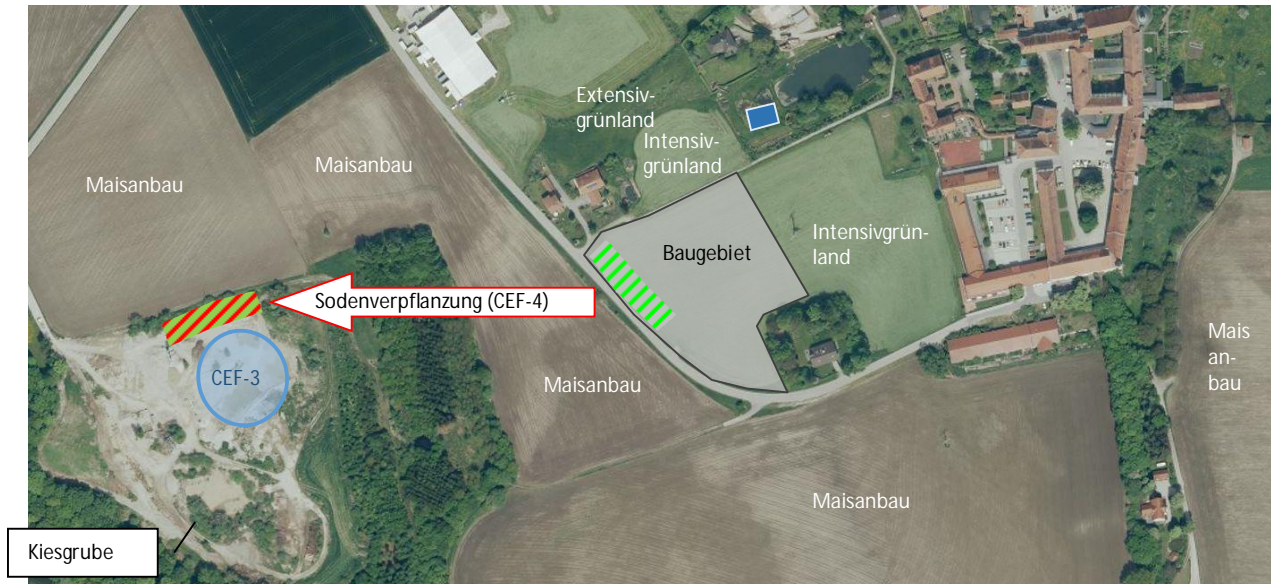 Extensiv-
grünland
Intensiv-
grünland
Maisanbau
Maisanbau
Intensivgrün-
land
Baugebiet
Sodenverpflanzung (CEF-4)
CEF-3
Maisanbau
Mais
an-
bau
Maisanbau
Kiesgrube